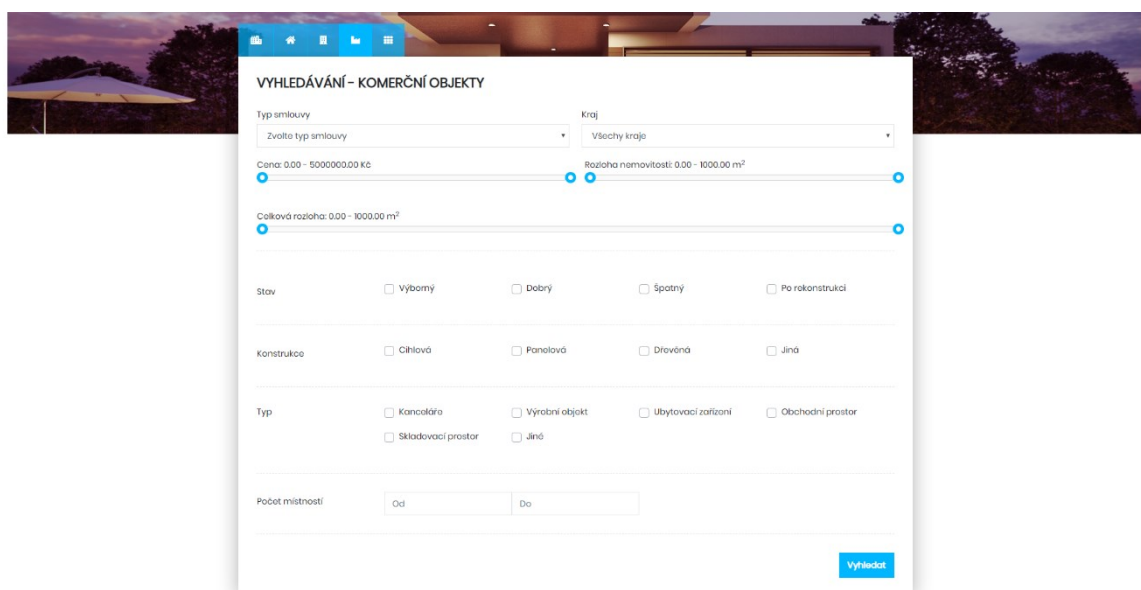 VYHLEDÁVÁNÍ - KOMERČNÍ OBJEKTY
Typ smlouvy
Kraj
Zvolte typ smlouvy
Všechy kraje
Cena: 0.00 - 5000000.00 Kč
Rozloha nemovitosti: 0.00 - 1000.00 m²
Celková rozloha: 0.00 - 1000.00 m²
Stav
Výborný
Dobrý
Špatný
Po rekonstrukci
Konstrukce
Cihlová
Panelová
Dřevěná
Jiná
Typ
Kanceláře
Výrobní objekt
Ubytovací zařízení
Obchodní prostor
Skladovací prostor
Jiné
Počet místností
Od
Do
Vyhledat